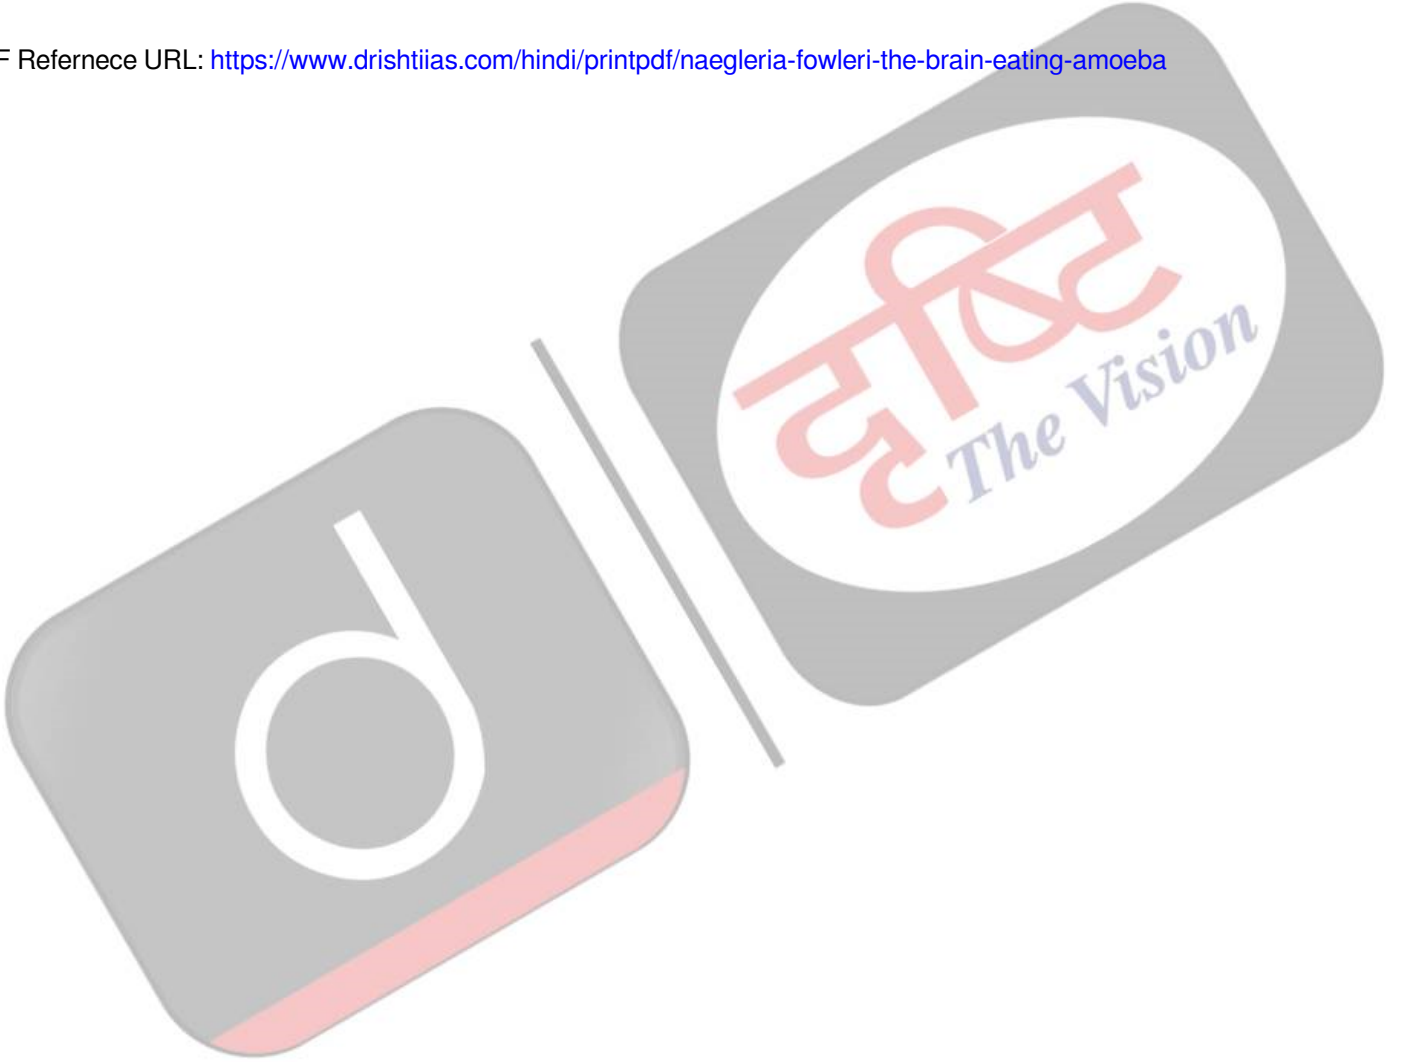 F Refernece URL: https://www.drishtiias.com/hindi/printpdf/naegleria-fowleri-the-brain-eating-amoeba
दृष्टि
The Vision
d